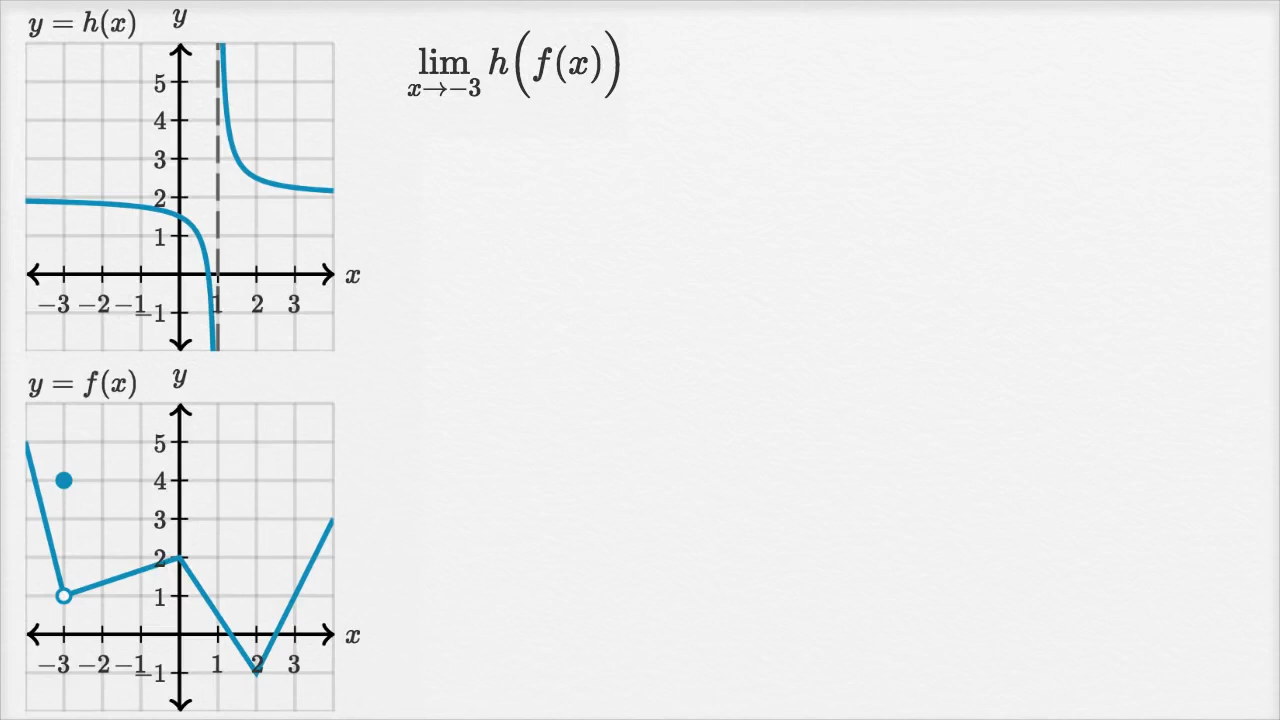 y = h(x)
y
lim h(f(x))
x→−3
5
4
3
2
1
x
−3 −2 −1 1 2 3
−1
y = f(x)
y
5
4
3
2
1
x
−3 −2 −1 1 2 3
−1